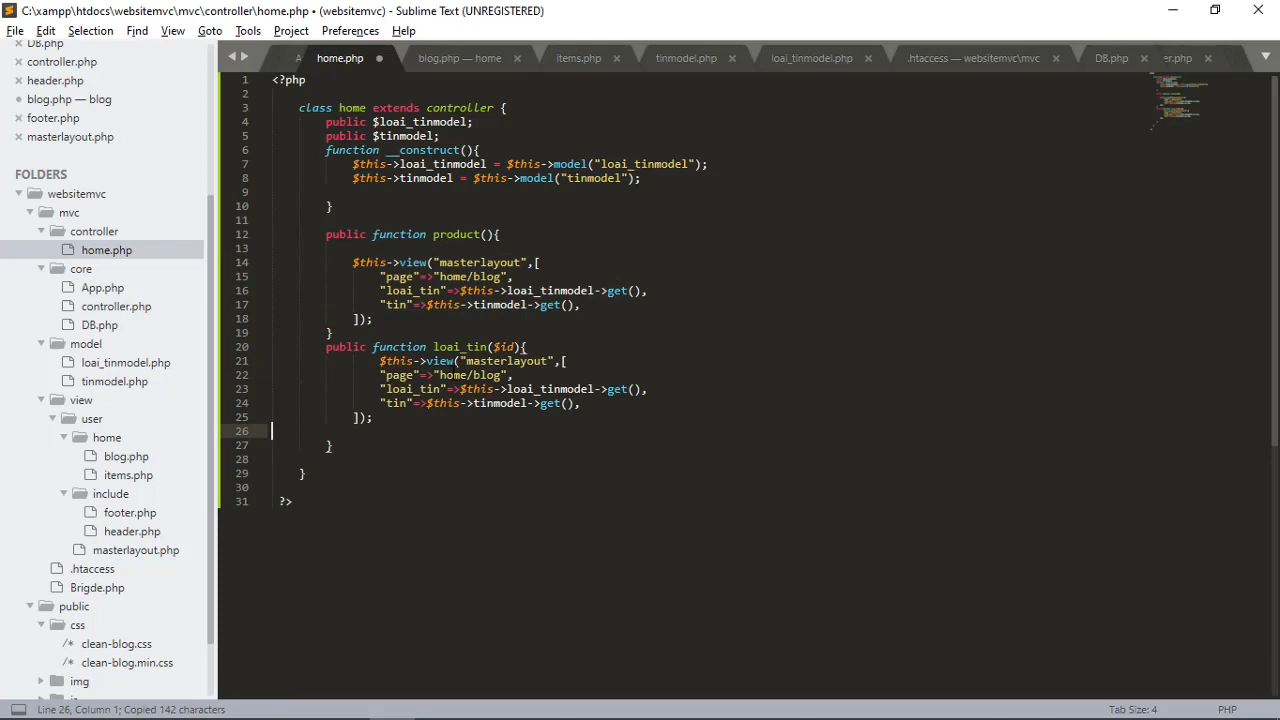 C:\xampp\htdocs\websitemvc\mvc\controller\home.php • (websitemvc) - Sublime Text (UNREGISTERED)
File Edit Selection Find View Goto Tools Project Preferences Help
DB.php
controller.php
header.php
blog.php — blog
footer.php
masterlayout.php
FOLDERS
websitemvc
mvc
controller
home.php
core
App.php
controller.php
DB.php
model
loai_tinmodel.php
tinmodel.php
view
user
home
blog.php
items.php
include
footer.php
header.php
masterlayout.php
.htaccess
Brigde.php
public
css
/* clean-blog.css
/* clean-blog.min.css
img
A home.php blog.php — home items.php tinmodel.php loai_tinmodel.php .htaccess — websitemvc\mvc DB.php er.php
1 <?php
2
3 class home extends controller {
4 public $loai_tinmodel;
5 public $tinmodel;
6 function __construct(){
7 $this->loai_tinmodel = $this->model("loai_tinmodel");
8 $this->tinmodel = $this->model("tinmodel");
9
10 }
11
12 public function product(){
13
14 $this->view("masterlayout",[
15 "page"=>"home/blog",
16 "loai_tin"=>$this->loai_tinmodel->get(),
17 "tin"=>$this->tinmodel->get(),
18 ]);
19 }
20 public function loai_tin($id){
21 $this->view("masterlayout",[
22 "page"=>"home/blog",
23 "loai_tin"=>$this->loai_tinmodel->get(),
24 "tin"=>$this->tinmodel->get(),
25 ]);
26
27 }
28
29 }
30
31 ?>
Line 26, Column 1; Copied 142 characters
Tab Size: 4
PHP